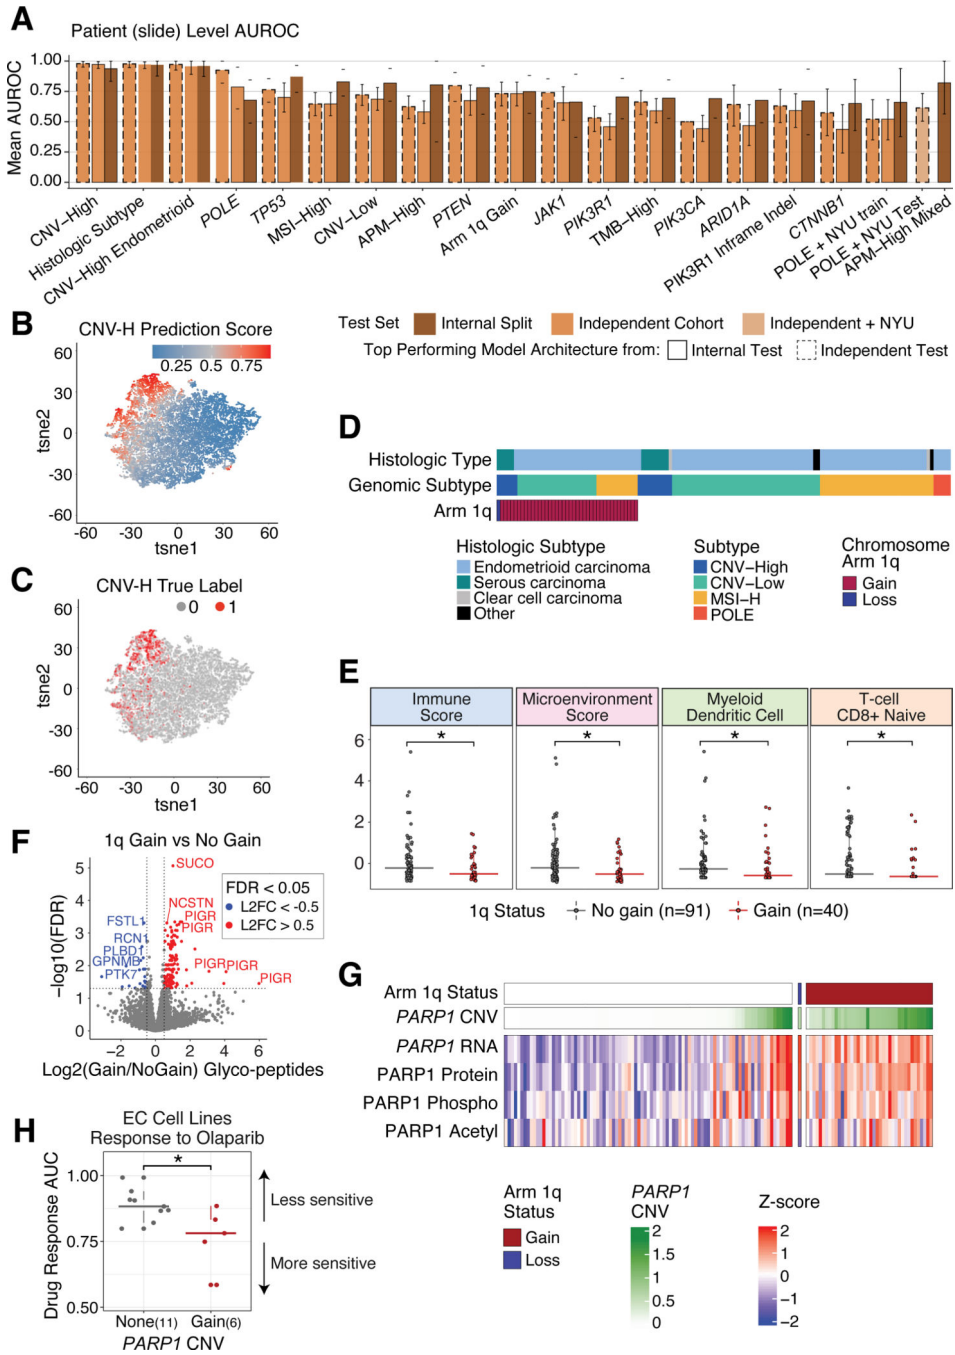 A
Patient (slide) Level AUROC
Mean AUROC
1.00
0.75
0.50
0.25
0.00
CNV-High
Histologic Subtype
CNV-High Endometrioid
POLE
TP53
MSI-High
CNV-Low
APM-High
PTEN
Arm 1q Gain
JAK1
PIK3R1
TMB-High
PIK3CA
ARID1A
PIK3R1 Inframe Indel
CTNNB1
POLE + NYU train
POLE + NYU Test
APM-High Mixed
Test Set Internal Split Independent Cohort Independent + NYU
Top Performing Model Architecture from: Internal Test Independent Test
B
CNV-H Prediction Score
0.25 0.5 0.75
tsne2
60
30
0
-30
-60
-60 -30 0 30 60
tsne1
C
CNV-H True Label
0 1
tsne2
60
30
0
-30
-60
-60 -30 0 30 60
tsne1
D
Histologic Type
Genomic Subtype
Arm 1q
Histologic Subtype
Endometrioid carcinoma
Serous carcinoma
Clear cell carcinoma
Other
Subtype
CNV-High
CNV-Low
MSI-H
POLE
Chromosome
Arm 1q
Gain
Loss
E
Immune
Score
Microenvironment
Score
Myeloid
Dendritic Cell
T-cell
CD8+ Naive
* * * *
6
4
2
0
1q Status No gain (n=91) Gain (n=40)
F
1q Gain vs No Gain
−log10(FDR)
5
4
3
2
1
0
SUCO
NCSTN
PIGR
PIGR
PIGR
PIGR
PIGR
FSTL1
RCN1
PLBD1
GPNMB
PTK7
FDR < 0.05
L2FC < -0.5
L2FC > 0.5
-2 0 2 4 6
Log2(Gain/NoGain) Glyco-peptides
G
Arm 1q Status
PARP1 CNV
PARP1 RNA
PARP1 Protein
PARP1 Phospho
PARP1 Acetyl
Arm 1q
Status
Gain
Loss
PARP1
CNV
2
1.5
1
0.5
0
Z-score
2
1
0
−1
−2
H
EC Cell Lines
Response to Olaparib
*
Drug Response AUC
1.00
0.75
0.50
Less sensitive
More sensitive
None(11) Gain(6)
PARP1 CNV